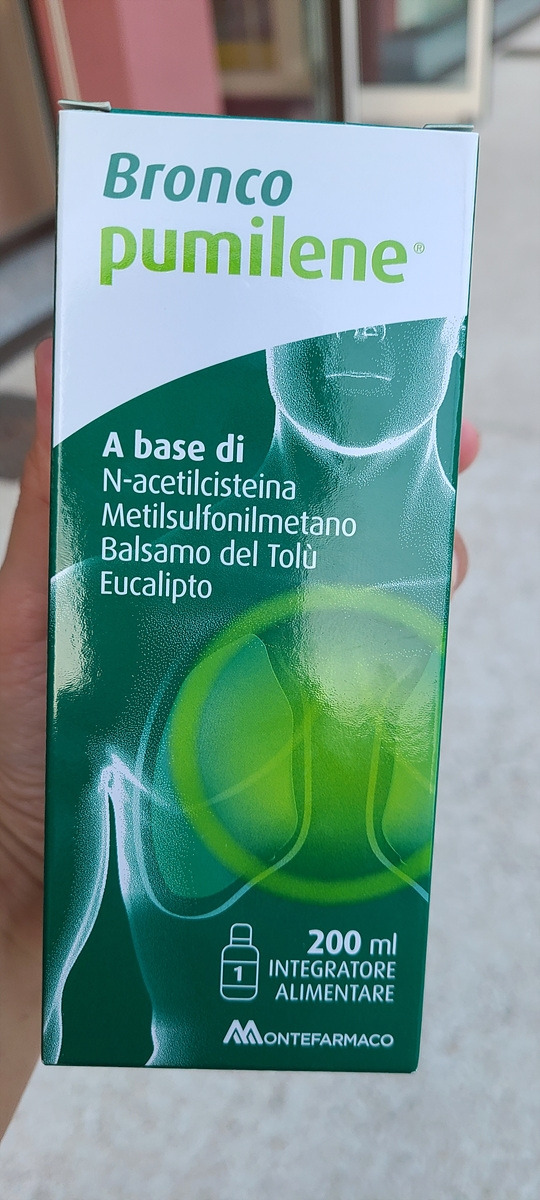 Bronco
pumilene®
A base di
N-acetilcisteina
Metilsulfonilmetano
Balsamo del Tolù
Eucalipto
1
200 ml
INTEGRATORE
ALIMENTARE
MONTEFARMACO